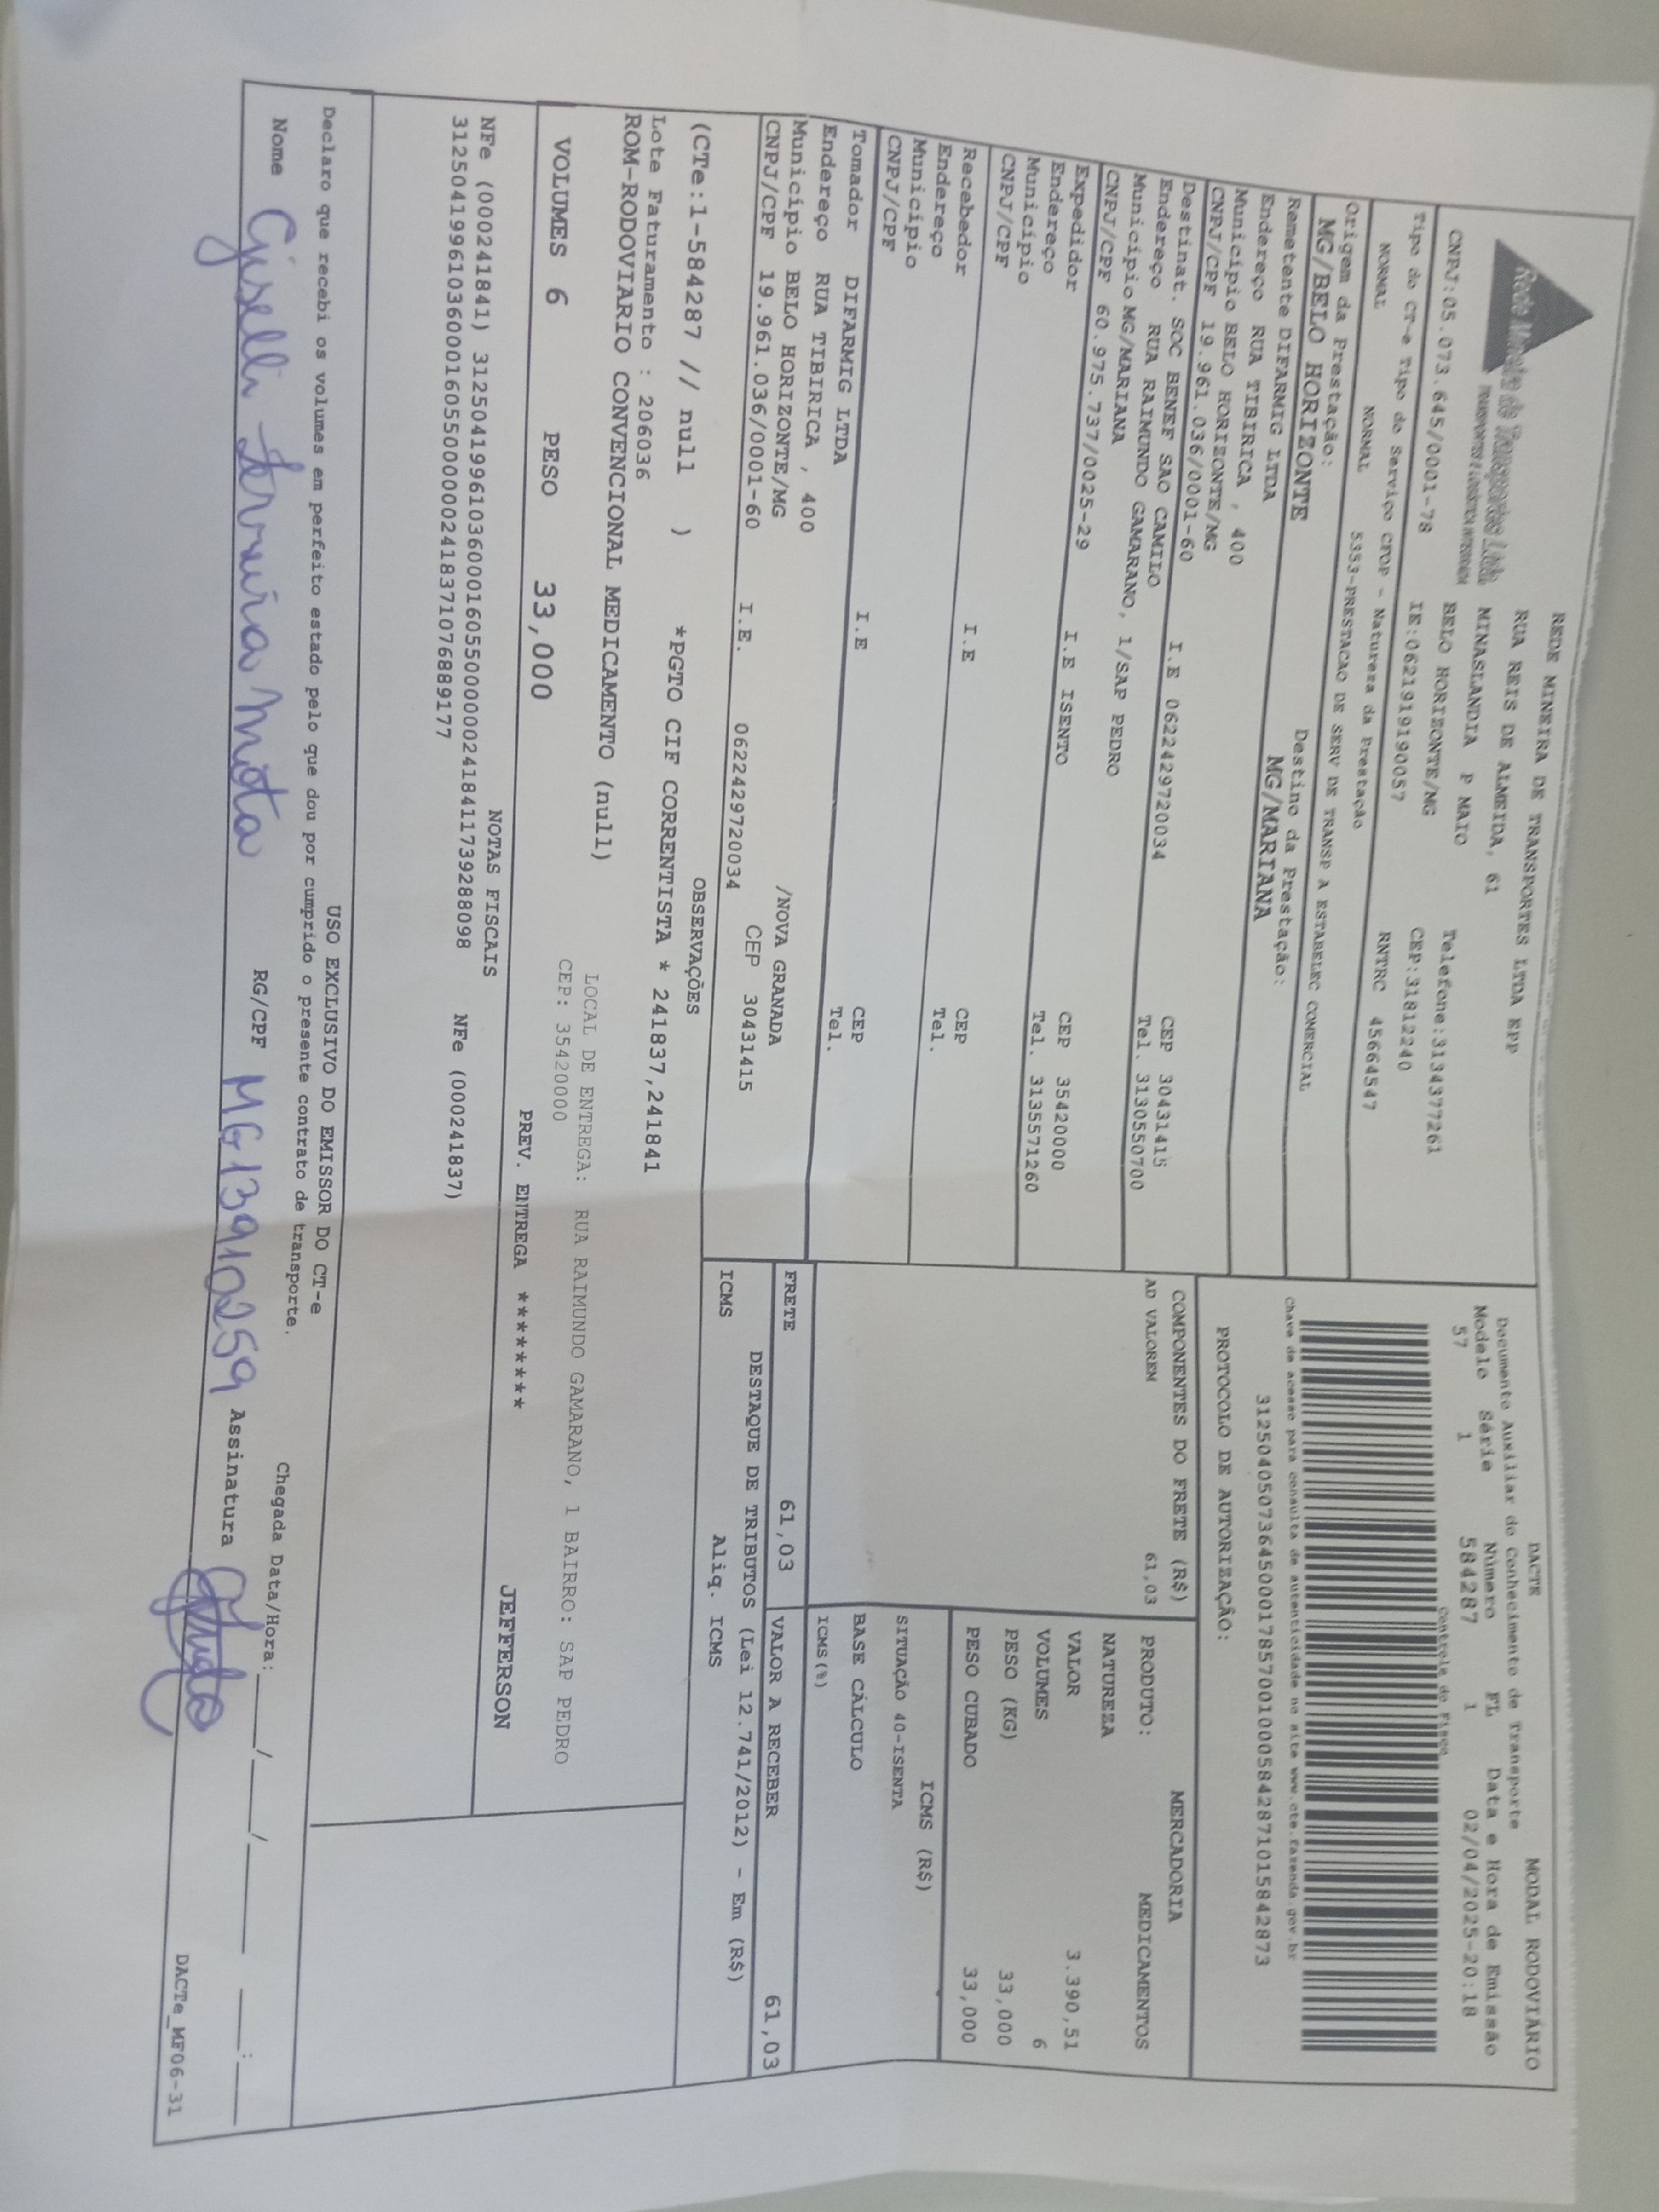 Rede Mineira de Transportes Ltda
REDE MINEIRA DE TRANSPORTES LTDA EPP
RUA REIS DE ALMEIDA, 61
MINASLANDIA P MAIO
BELO HORIZONTE/MG
Telefone:3134377261
CNPJ:05.073.645/0001-78 IE:0621919190057 CEP:31812240
RNTRC 45664547
Tipo do CT-e Tipo do Serviço CFOP - Natureza da Prestação
NORMAL NORMAL 5353-PRESTACAO DE SERV DE TRANSP A ESTABELEC COMERCIAL
Origem da Prestação: Destino da Prestação:
MG/BELO HORIZONTE MG/MARIANA
DACTE MODAL RODOVIÁRIO
Documento Auxiliar do Conhecimento de Transporte
Modelo Série Número FL Data e Hora de Emissão
57 1 584287 1 02/04/2025-20:18
Controle do Fisco
Chave de acesso para consulta de autenticidade no site www.cte.fazenda.gov.br
31250405073645000178570010005842871015842873
PROTOCOLO DE AUTORIZAÇÃO:
Remetente DIFARMIG LTDA
Endereço RUA TIBIRICA , 400
Município BELO HORIZONTE/MG CEP 30431415
CNPJ/CPF 19.961.036/0001-60 I.E 0622429720034 Tel. 3130550700
Destinat. SOC BENEF SAO CAMILO
Endereço RUA RAIMUNDO GAMARANO, 1/SAP PEDRO
Município MG/MARIANA CEP 35420000
CNPJ/CPF 60.975.737/0025-29 I.E ISENTO Tel. 3135571260
Expedidor
Endereço
Município CEP
CNPJ/CPF I.E Tel.
Recebedor
Endereço
Município CEP
CNPJ/CPF I.E Tel.
Tomador DIFARMIG LTDA
Endereço RUA TIBIRICA , 400 /NOVA GRANADA
Município BELO HORIZONTE/MG CEP 30431415
CNPJ/CPF 19.961.036/0001-60 I.E. 0622429720034
COMPONENTES DO FRETE (R$)
AD VALOREM 61,03
FRETE 61,03
MERCADORIA
PRODUTO: MEDICAMENTOS
NATUREZA
VALOR 3.390,51
VOLUMES 6
PESO (KG) 33,000
PESO CUBADO 33,000
ICMS (R$)
SITUAÇÃO 40-ISENTA
BASE CÁLCULO
ICMS(%)
VALOR A RECEBER 61,03
DESTAQUE DE TRIBUTOS (Lei 12.741/2012) - Em (R$)
ICMS Aliq. ICMS
OBSERVAÇÕES
(CTe:1-584287 // null ) *PGTO CIF CORRENTISTA * 241837,241841
Lote Faturamento : 206036
ROM-RODOVIARIO CONVENCIONAL MEDICAMENTO (null)
LOCAL DE ENTREGA: RUA RAIMUNDO GAMARANO, 1 BAIRRO: SAP PEDRO
CEP: 35420000
VOLUMES 6 PESO 33,000 PREV. ENTREGA ******** JEFFERSON
NOTAS FISCAIS
NFe (000241841) 31250419961036000160550000002418411739288098 NFe (000241837)
31250419961036000160550000002418371076889177
USO EXCLUSIVO DO EMISSOR DO CT-e
Declaro que recebi os volumes em perfeito estado pelo que dou por cumprido o presente contrato de transporte.
Chegada Data/Hora: ____/____/____ ____:____
Nome Giselli Ferreira Mota RG/CPF MG13910259 Assinatura
DACTe_MF06-31